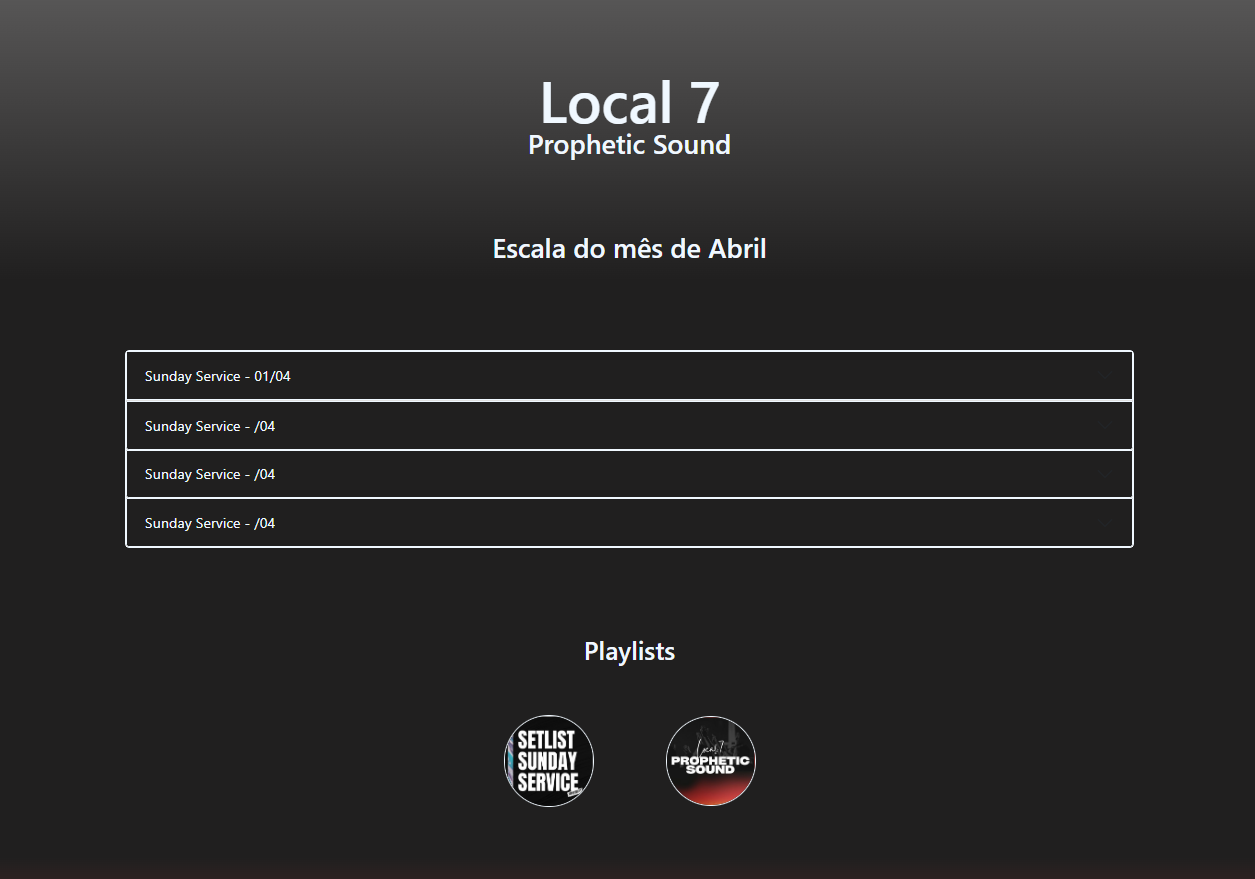 Local 7
Prophetic Sound
Escala do mês de Abril
Sunday Service - 01/04
Sunday Service - /04
Sunday Service - /04
Sunday Service - /04
Playlists
SETLIST
SUNDAY
SERVICE
Local 7
PROPHETIC
SOUND